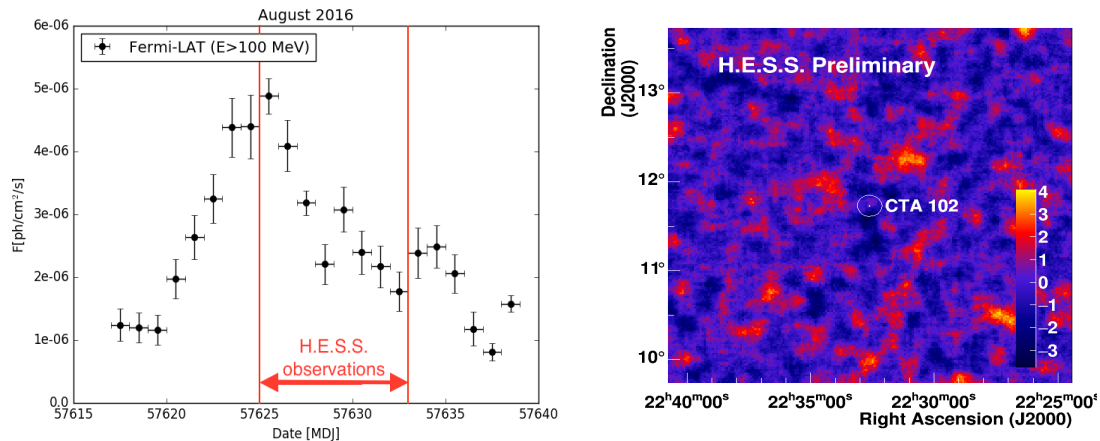 August 2016
6e-06
Fermi-LAT (E>100 MeV)
5e-06
4e-06
3e-06
2e-06
1e-06
0.0
F[ph/cm²/s]
H.E.S.S.
observations
57615
57620
57625
57630
57635
57640
Date [MDJ]
H.E.S.S. Preliminary
Declination
(J2000)
13°
12°
11°
10°
CTA 102
4
3
2
1
0
−1
−2
−3
22ʰ40ᵐ00ˢ
22ʰ35ᵐ00ˢ
22ʰ30ᵐ00ˢ
22ʰ25ᵐ00ˢ
Right Ascension (J2000)